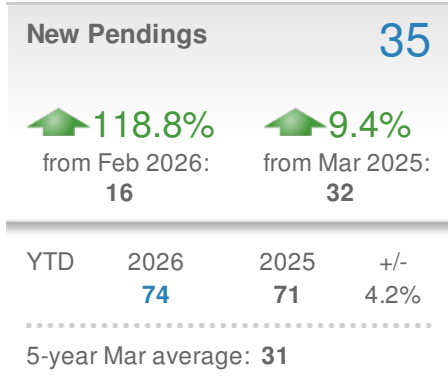 New Pendings 35
118.8% 9.4%
from Feb 2026: from Mar 2025:
16 32
YTD 2026 2025 +/-
74 71 4.2%
5-year Mar average: 31